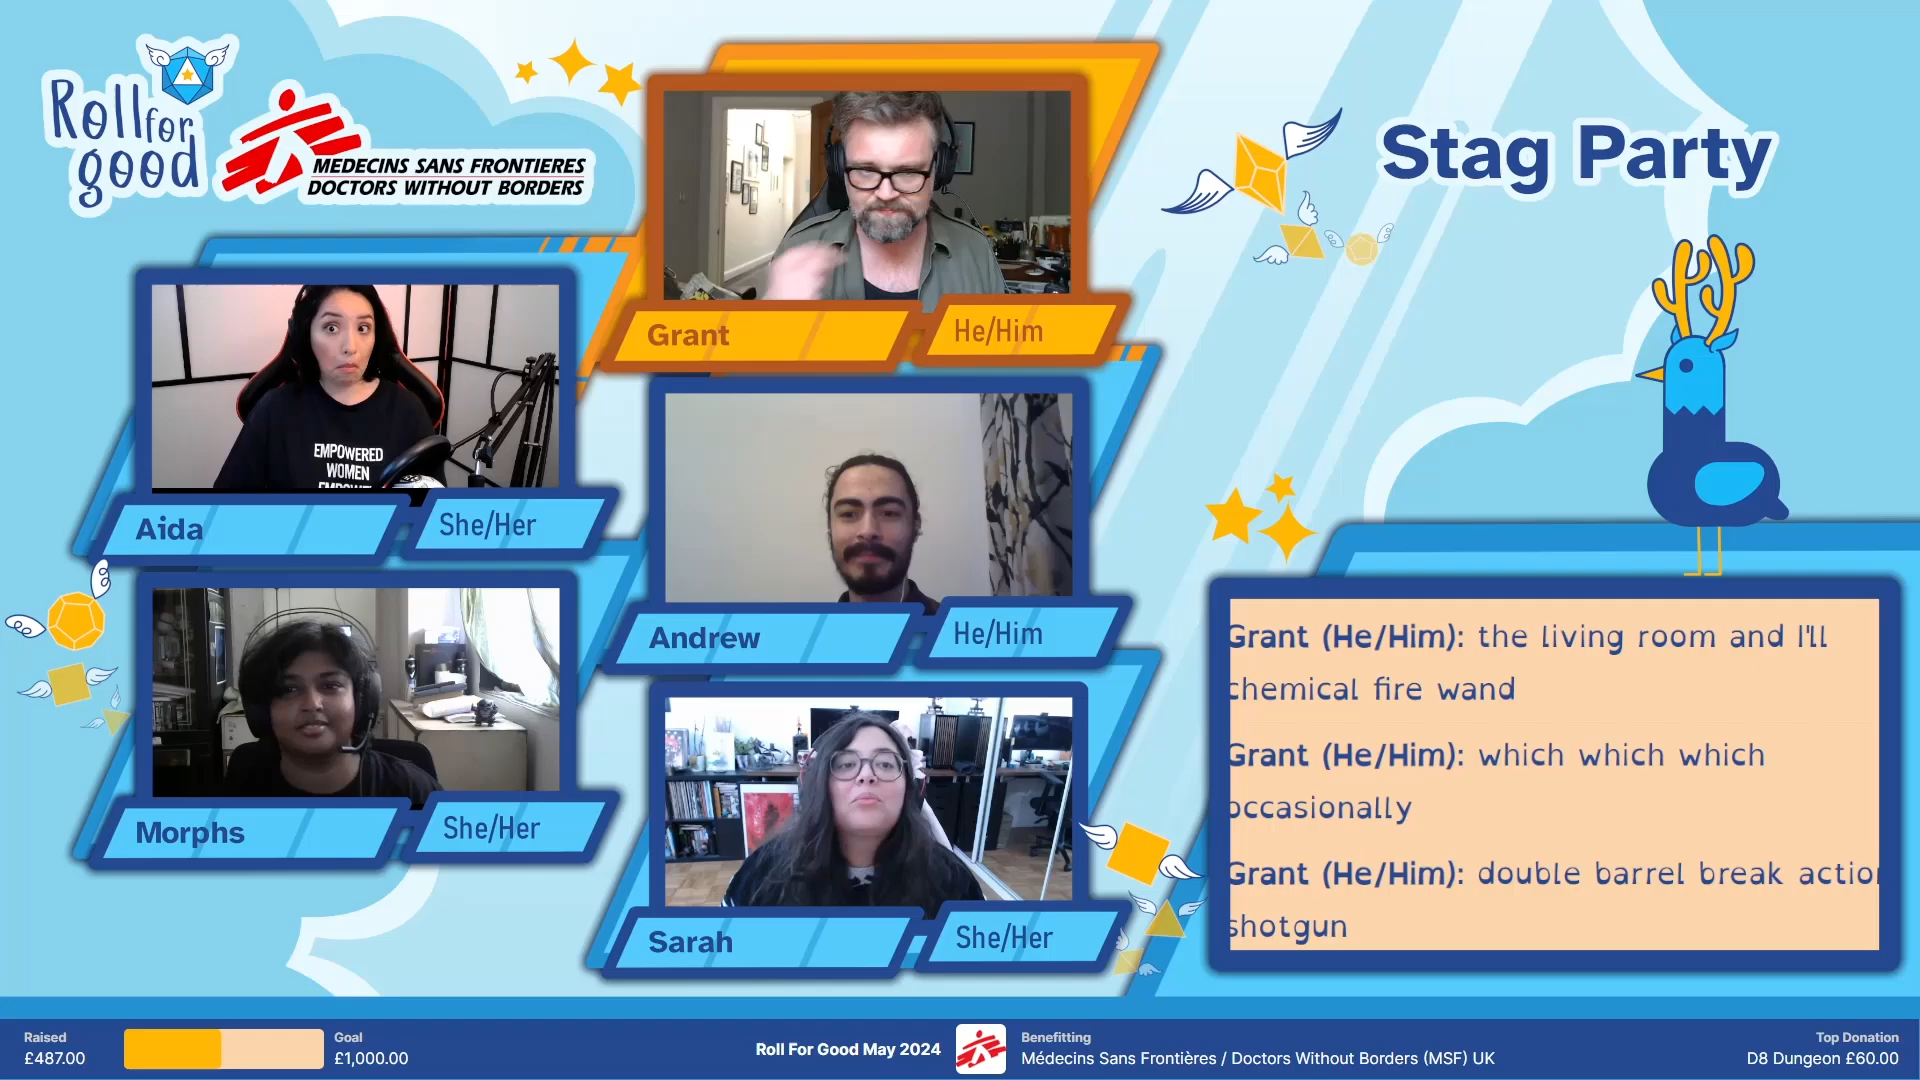 Roll for good
MEDECINS SANS FRONTIERES
DOCTORS WITHOUT BORDERS
Stag Party
Grant
He/Him
EMPOWERED
WOMEN
Aida
She/Her
Andrew
He/Him
Morphs
She/Her
Sarah
She/Her
Grant (He/Him): the living room and I'll
chemical fire wand
Grant (He/Him): which which which
occasionally
Grant (He/Him): double barrel break action
shotgun
Raised
£487.00
Goal
£1,000.00
Roll For Good May 2024
Benefitting
Médecins Sans Frontières / Doctors Without Borders (MSF) UK
Top Donation
D8 Dungeon £60.00